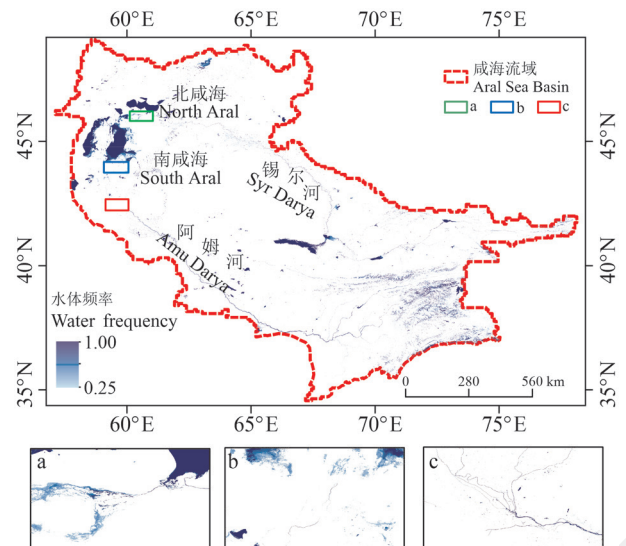 60°E 65°E 70°E 75°E
咸海流域
Aral Sea Basin
a b c
北咸海
North Aral
45°N 45°N
南咸海
South Aral
锡尔河
Syr Darya
阿姆河
Amu Darya
40°N 40°N
水体频率
Water frequency
1.00
0.25
0 280 560 km
35°N 35°N
60°E 65°E 70°E 75°E
a b c